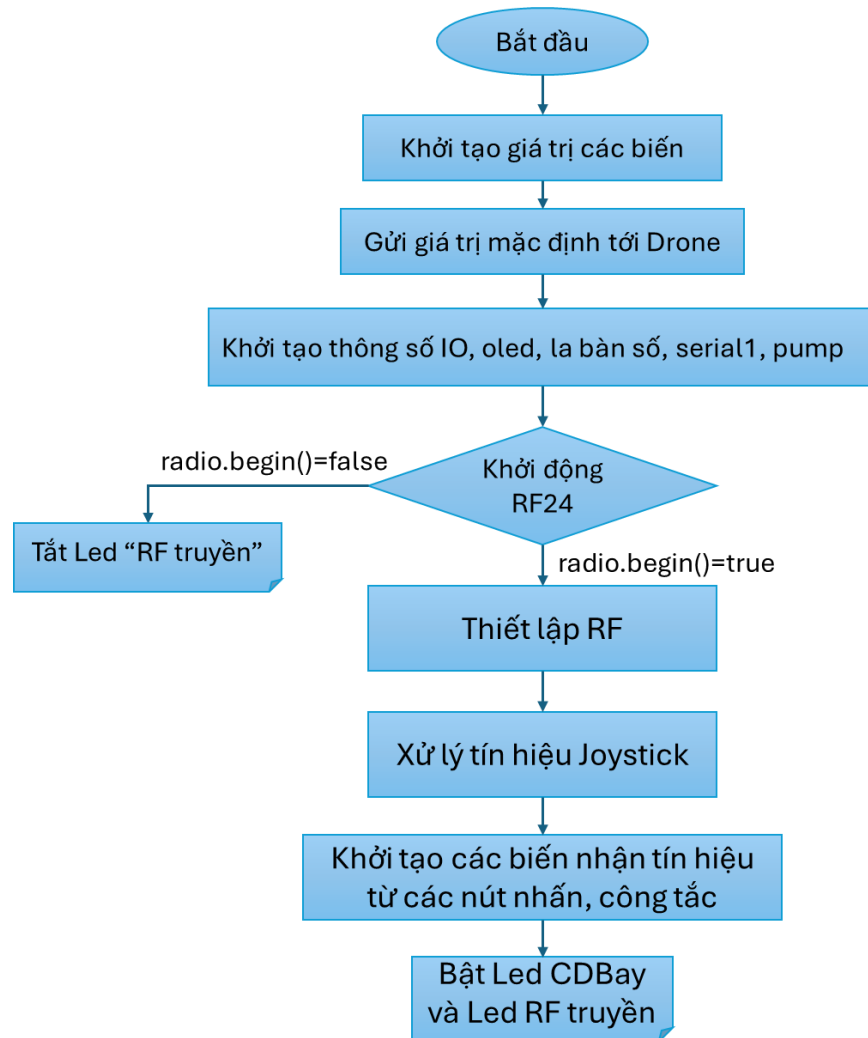 Bắt đầu
Khởi tạo giá trị các biến
Gửi giá trị mặc định tới Drone
Khởi tạo thông số IO, oled, la bàn số, serial1, pump
radio.begin()=false
Khởi động
RF24
Tắt Led “RF truyền”
radio.begin()=true
Thiết lập RF
Xử lý tín hiệu Joystick
Khởi tạo các biến nhận tín hiệu
từ các nút nhấn, công tắc
Bật Led CDBay
và Led RF truyền